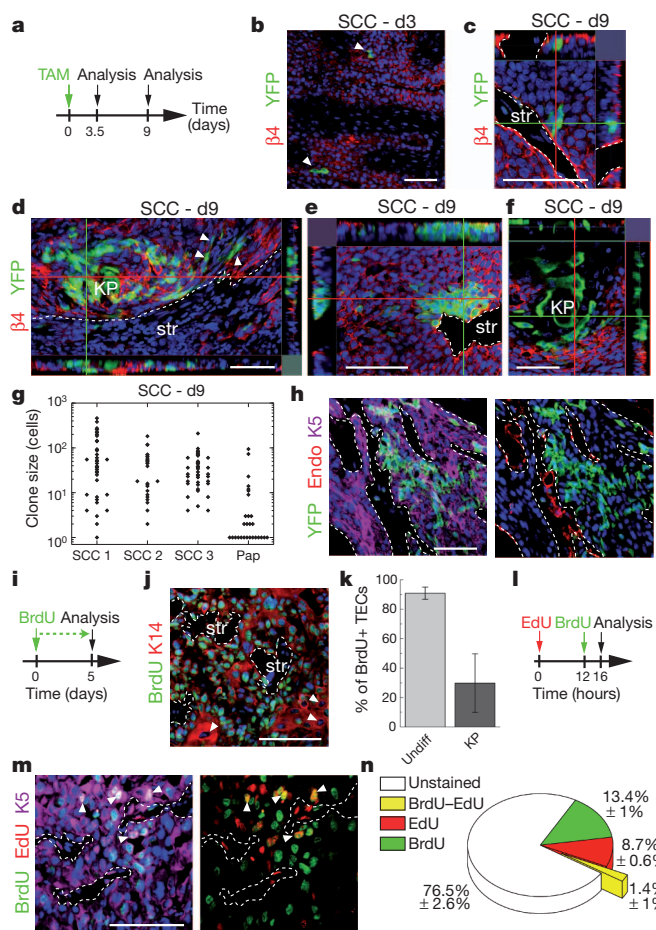 a
TAM
Analysis
Analysis
0
3.5
9
Time
(days)
b
SCC - d3
β4 YFP
c
SCC - d9
β4 YFP
str
d
SCC - d9
β4 YFP
KP
str
e
SCC - d9
str
f
SCC - d9
KP
g
SCC - d9
Clone size (cells)
10³
10²
10¹
10⁰
SCC 1
SCC 2
SCC 3
Pap
h
YFP Endo K5
i
BrdU
Analysis
0
5
Time (days)
j
BrdU K14
str
str
k
% of BrdU+ TECs
100
80
60
40
20
0
Undiff
KP
l
EdU
BrdU
Analysis
0
12
16
Time (hours)
m
BrdU EdU K5
n
Unstained
BrdU–EdU
EdU
BrdU
13.4%
± 1%
8.7%
± 0.6%
1.4%
± 1%
76.5%
± 2.6%